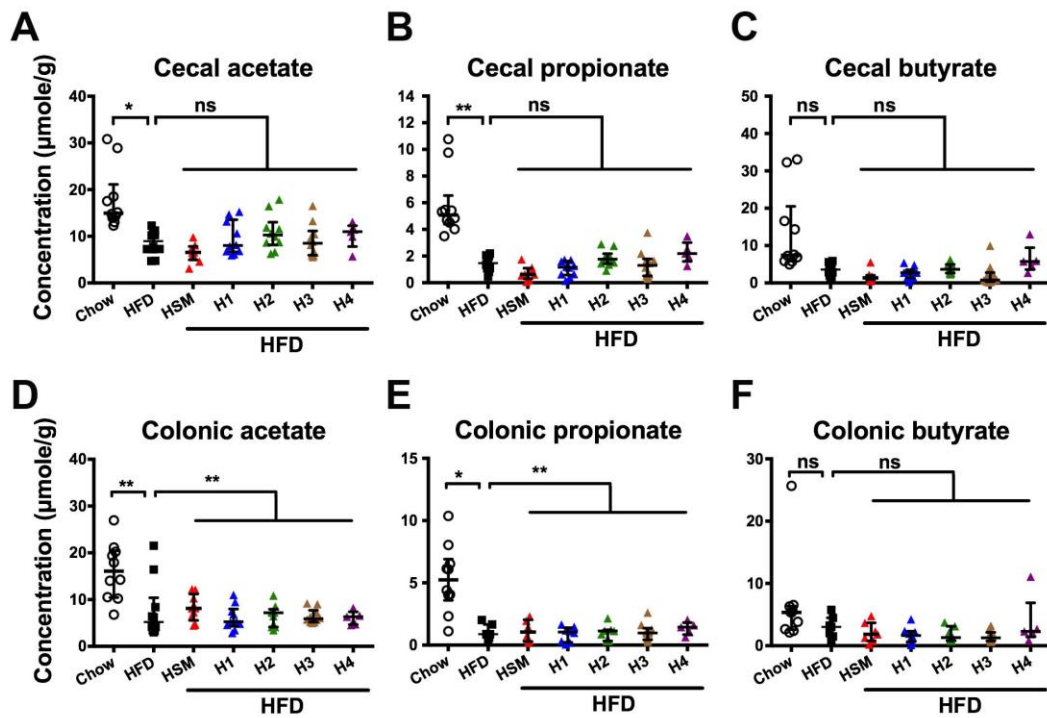 A
Cecal acetate
Concentration (µmole/g)
40
30
20
10
0
*
ns
Chow
HFD
HSM
H1
H2
H3
H4
HFD
B
Cecal propionate
14
12
10
8
6
4
2
0
**
ns
Chow
HFD
HSM
H1
H2
H3
H4
HFD
C
Cecal butyrate
50
40
30
20
10
0
ns
ns
Chow
HFD
HSM
H1
H2
H3
H4
HFD
D
Colonic acetate
Concentration (µmole/g)
40
30
20
10
0
**
**
Chow
HFD
HSM
H1
H2
H3
H4
HFD
E
Colonic propionate
15
10
5
0
*
**
Chow
HFD
HSM
H1
H2
H3
H4
HFD
F
Colonic butyrate
30
20
10
0
ns
ns
Chow
HFD
HSM
H1
H2
H3
H4
HFD